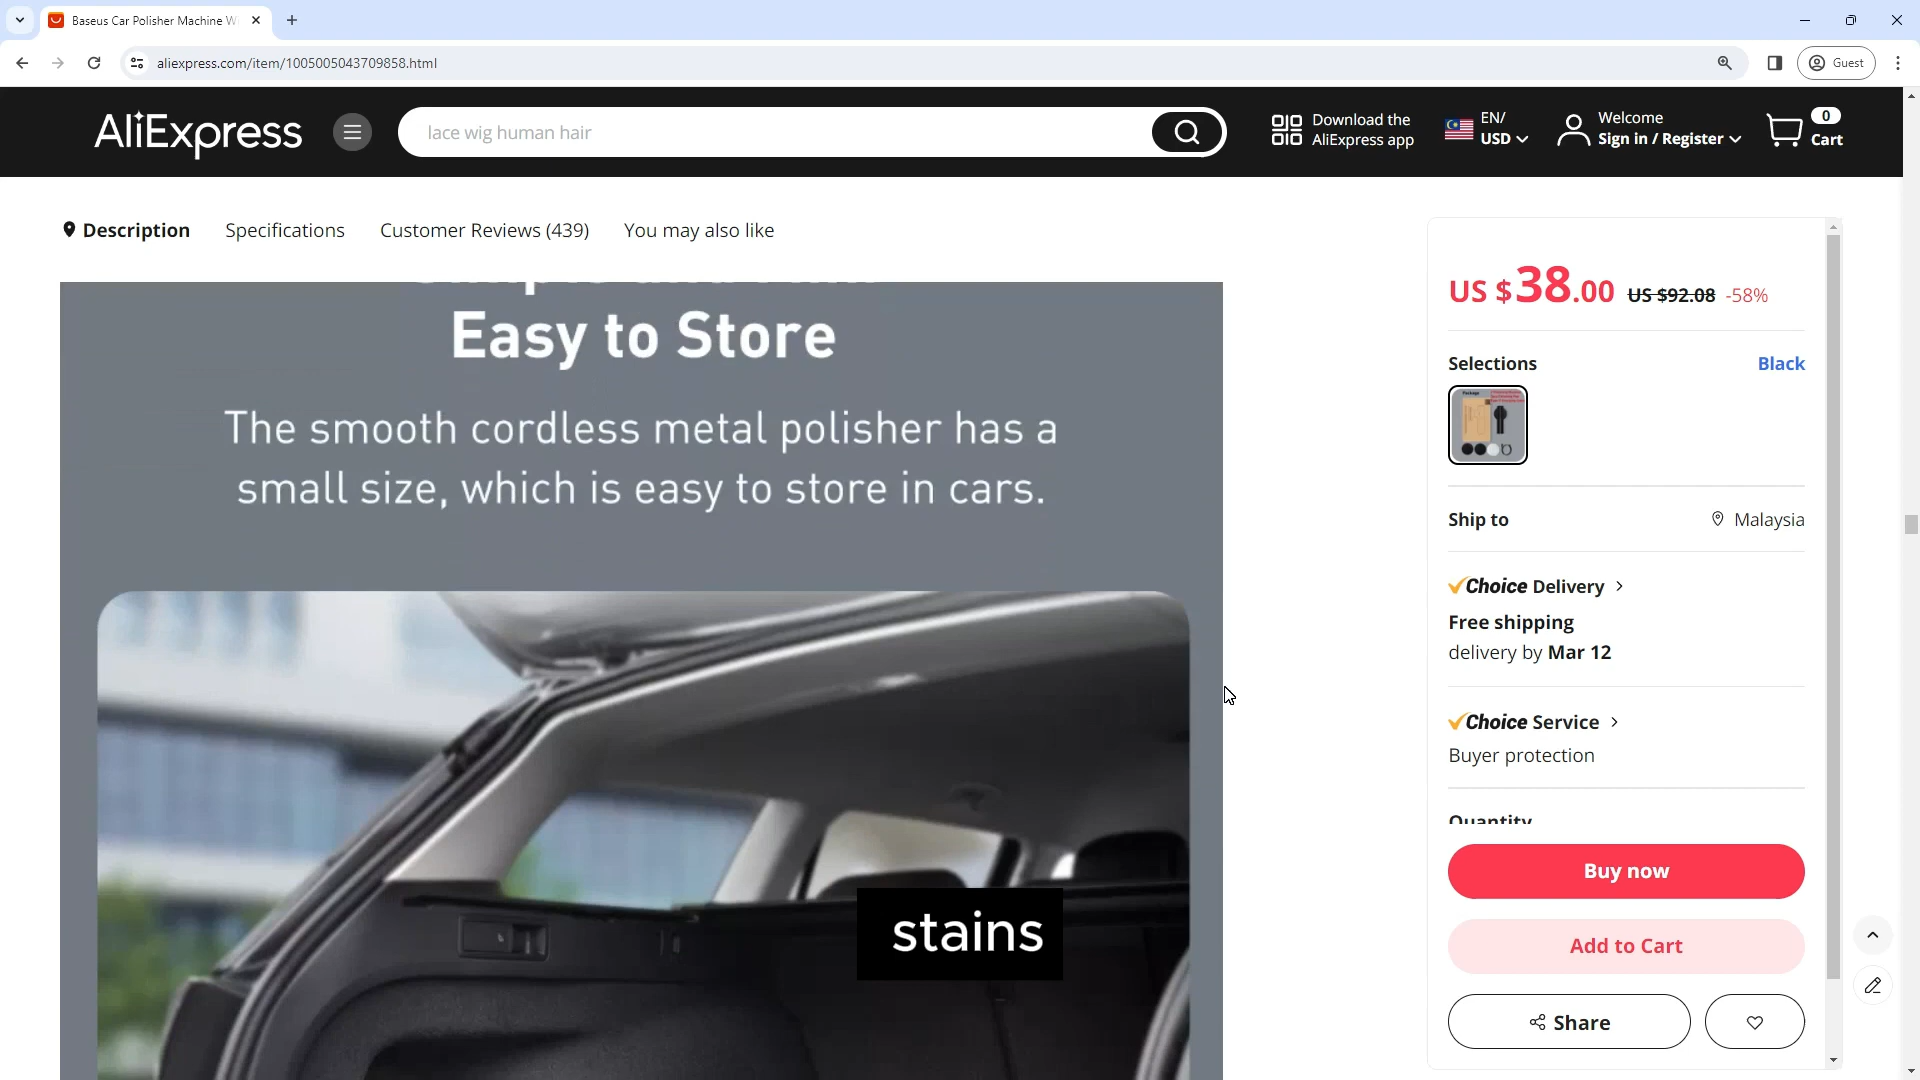 Baseus Car Polisher Machine W
aliexpress.com/item/1005005043709858.html
Guest
AliExpress
lace wig human hair
Download the
AliExpress app
EN/
USD
Welcome
Sign in / Register
0
Cart
Description
Specifications
Customer Reviews (439)
You may also like
Easy to Store
The smooth cordless metal polisher has a
small size, which is easy to store in cars.
stains
US $38.00 US $92.08 -58%
Selections
Black
Ship to
Malaysia
Choice Delivery
Free shipping
delivery by Mar 12
Choice Service
Buyer protection
Quantity
Buy now
Add to Cart
Share